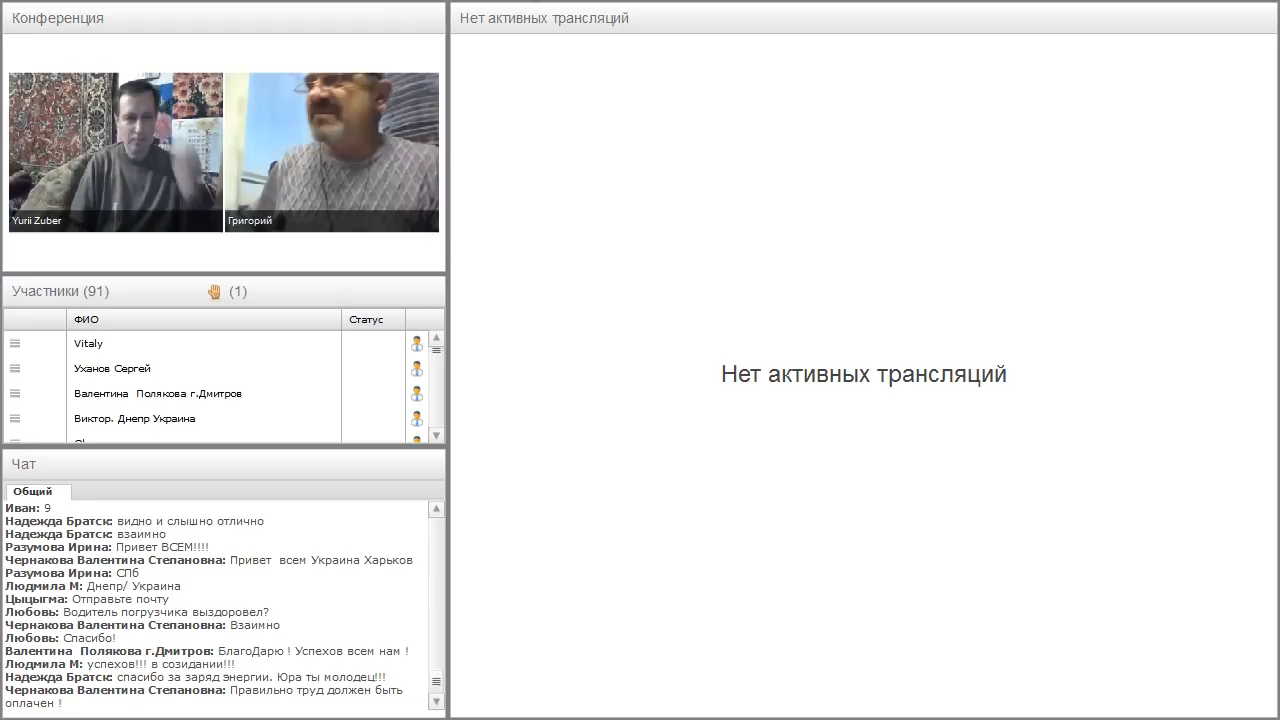 Конференция
Нет активных трансляций
Yurii Zuber
Григорий
Участники (91)
(1)
ФИО
Статус
Vitaly
Уханов Сергей
Валентина  Полякова г.Дмитров
Виктор. Днепр Украина
Нет активных трансляций
Чат
Общий
Иван: 9
Надежда Братск: видно и слышно отлично
Надежда Братск: взаимно
Разумова Ирина: Привет ВСЕМ!!!!
Чернакова Валентина Степановна: Привет  всем Украина Харьков
Разумова Ирина: СПб
Людмила М: Днепр/ Украина
Цыцыгма: Отправьте почту
Любовь: Водитель погрузчика выздоровел?
Чернакова Валентина Степановна: Взаимно
Любовь: Спасибо!
Валентина  Полякова г.Дмитров: БлагоДарю ! Успехов всем нам !
Людмила М: успехов!!! в созидании!!!
Надежда Братск: спасибо за заряд энергии. Юра ты молодец!!!
Чернакова Валентина Степановна: Правильно труд должен быть
оплачен !